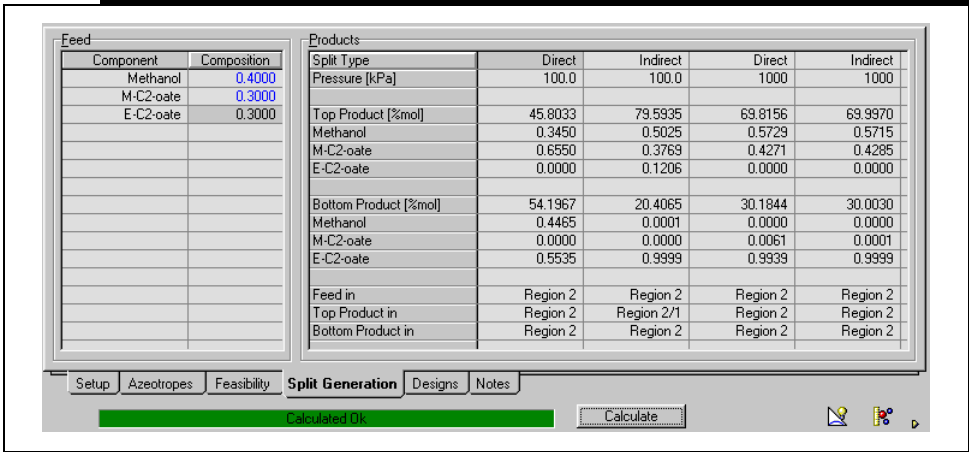 Feed
Component Composition
Methanol 0.4000
M-C2-oate 0.3000
E-C2-oate 0.3000
Products
Split Type Direct Indirect Direct Indirect
Pressure [kPa] 100.0 100.0 1000 1000
Top Product [%mol] 45.8033 79.5935 69.8156 69.9970
Methanol 0.3450 0.5025 0.5729 0.5715
M-C2-oate 0.6550 0.3769 0.4271 0.4285
E-C2-oate 0.0000 0.1206 0.0000 0.0000
Bottom Product [%mol] 54.1967 20.4065 30.1844 30.0030
Methanol 0.4465 0.0001 0.0000 0.0000
M-C2-oate 0.0000 0.0000 0.0061 0.0001
E-C2-oate 0.5535 0.9999 0.9939 0.9999
Feed in Region 2 Region 2 Region 2 Region 2
Top Product in Region 2 Region 2/1 Region 2 Region 2
Bottom Product in Region 2 Region 2 Region 2 Region 2
Setup Azeotropes Feasibility Split Generation Designs Notes
Calculated Ok Calculate